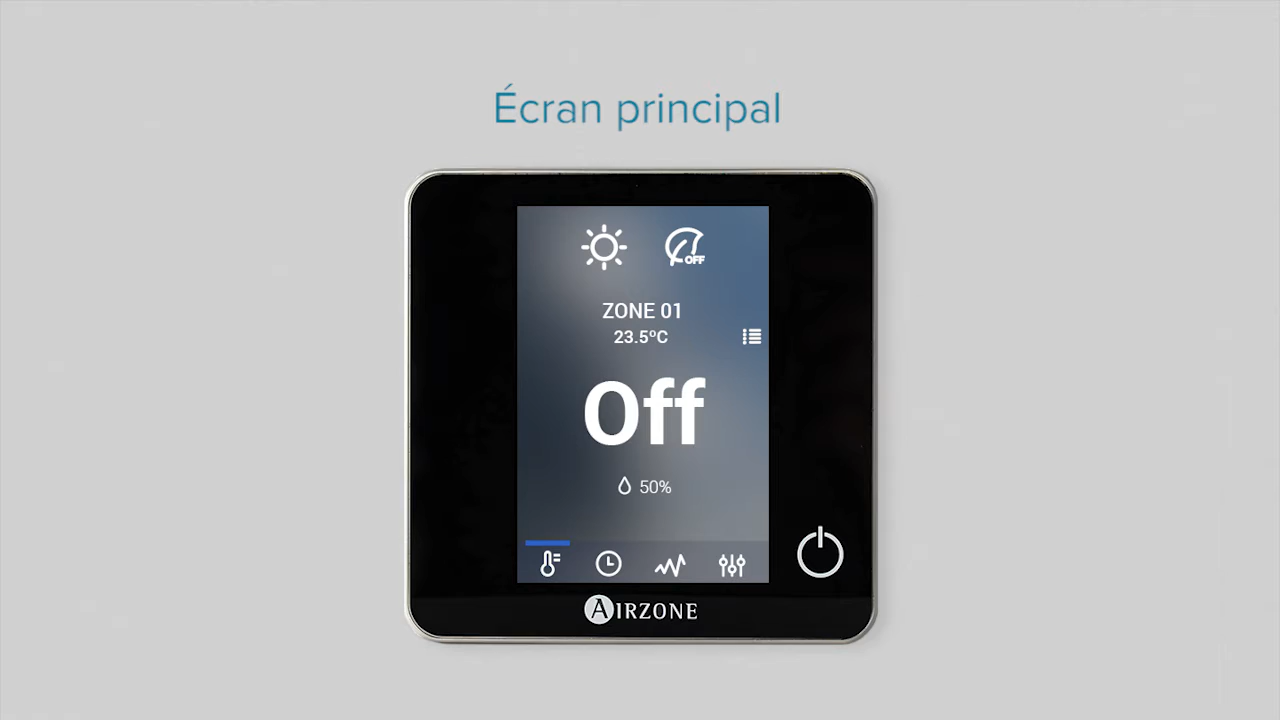 Écran principal
OFF
ZONE 01
23.5ºC
Off
50%
AIRZONE